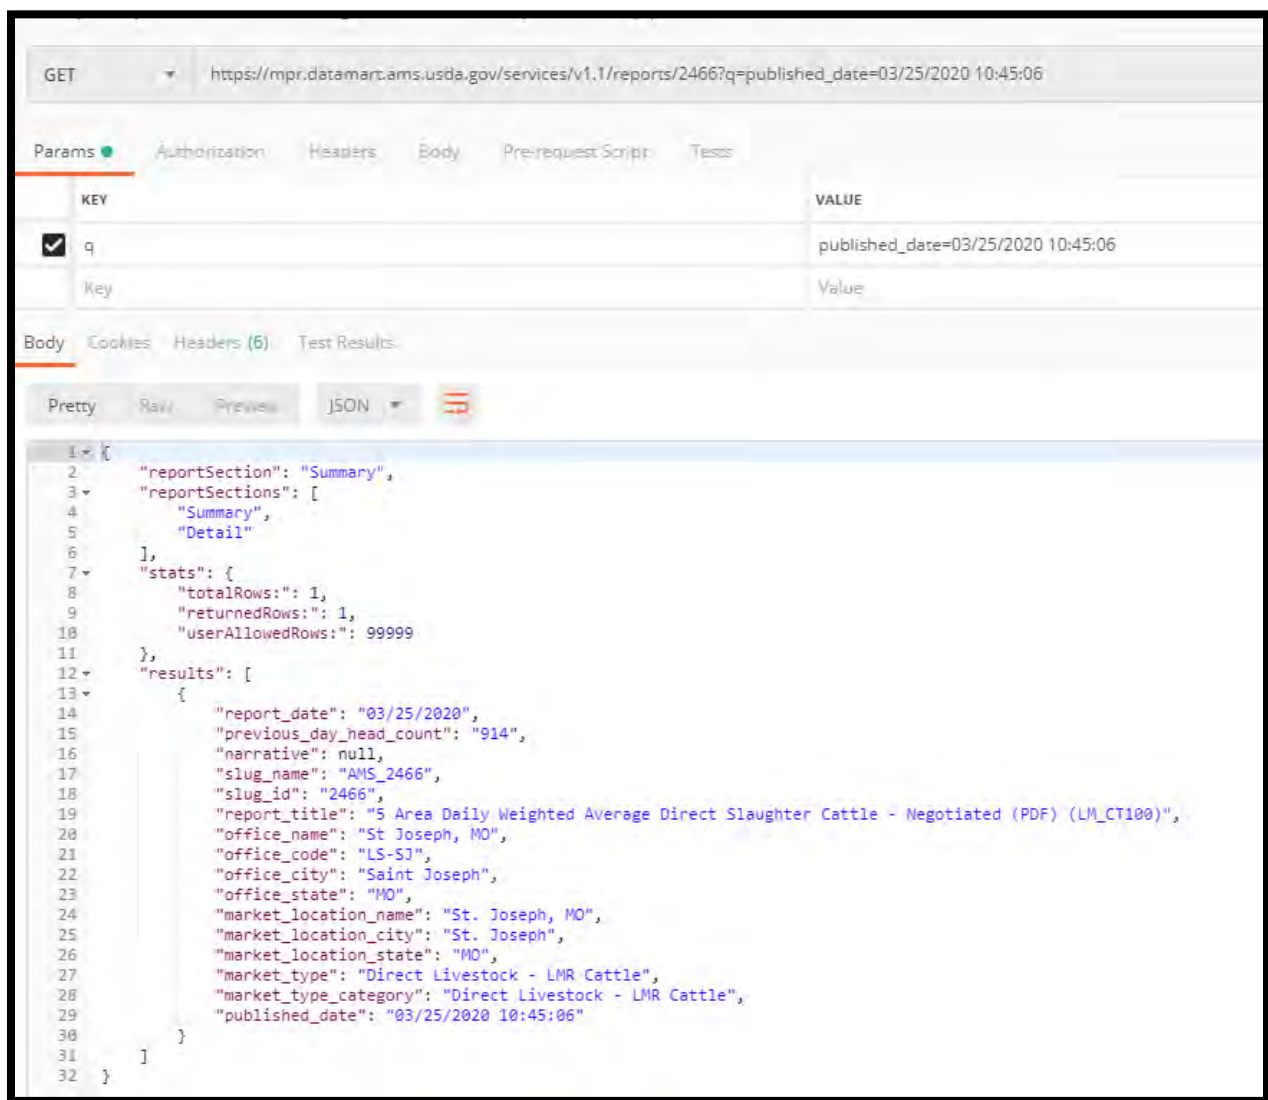 GET https://mpr.datamart.ams.usda.gov/services/v1.1/reports/2466?q=published_date=03/25/2020 10:45:06
Params Authorization Headers Body Pre-request Script Tests
KEY VALUE
q published_date=03/25/2020 10:45:06
Key Value
Body Cookies Headers (6) Test Results
Pretty Raw Preview JSON
1 {
2 "reportSection": "Summary",
3 "reportSections": [
4 "Summary",
5 "Detail"
6 ],
7 "stats": {
8 "totalRows:": 1,
9 "returnedRows:": 1,
10 "userAllowedRows:": 99999
11 },
12 "results": [
13 {
14 "report_date": "03/25/2020",
15 "previous_day_head_count": "914",
16 "narrative": null,
17 "slug_name": "AMS_2466",
18 "slug_id": "2466",
19 "report_title": "5 Area Daily Weighted Average Direct Slaughter Cattle - Negotiated (PDF) (LM_CT100)",
20 "office_name": "St Joseph, MO",
21 "office_code": "LS-SJ",
22 "office_city": "Saint Joseph",
23 "office_state": "MO",
24 "market_location_name": "St. Joseph, MO",
25 "market_location_city": "St. Joseph",
26 "market_location_state": "MO",
27 "market_type": "Direct Livestock - LMR Cattle",
28 "market_type_category": "Direct Livestock - LMR Cattle",
29 "published_date": "03/25/2020 10:45:06"
30 }
31 ]
32 }